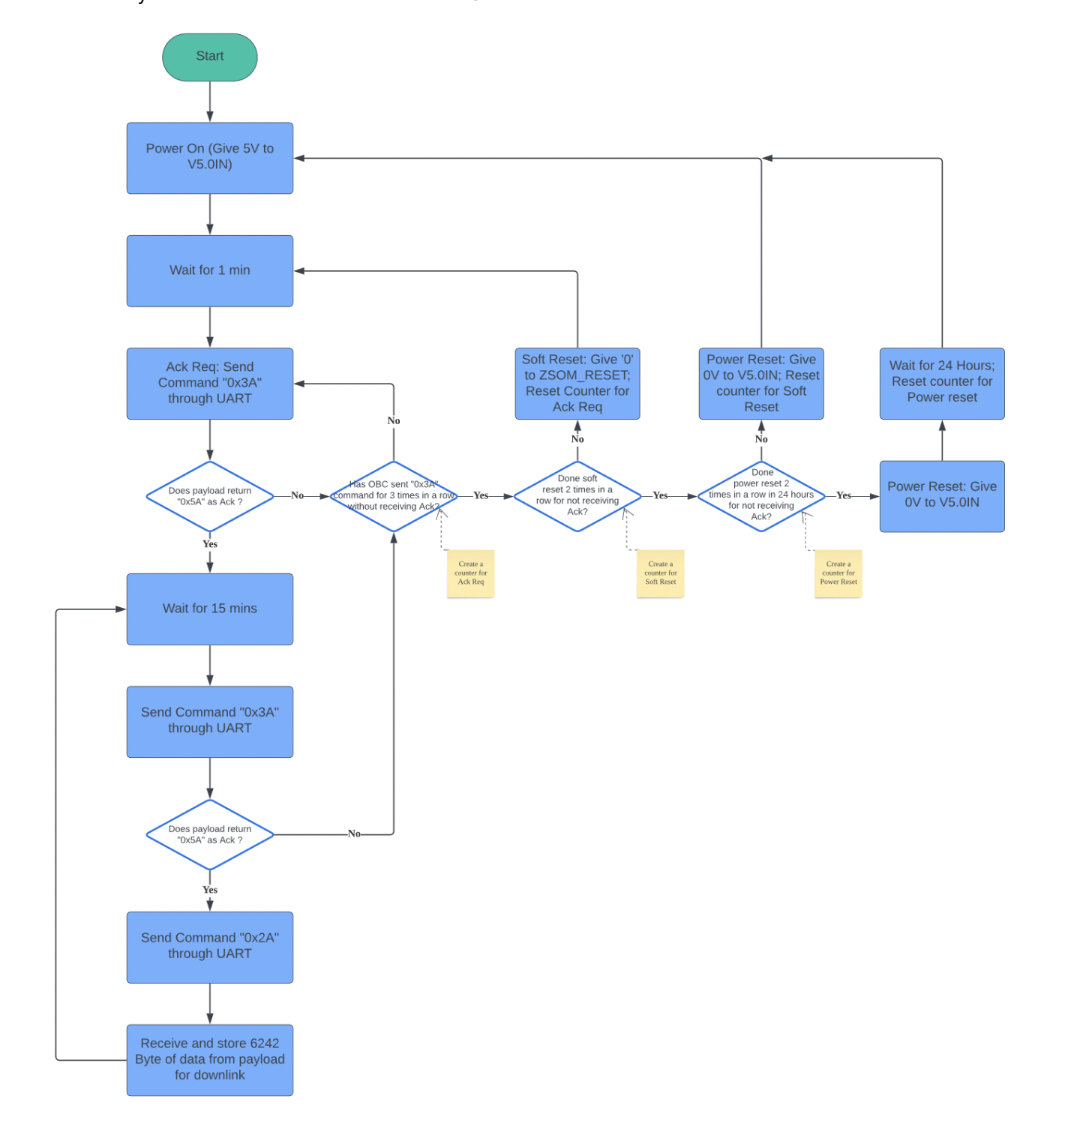 Start
Power On (Give 5V to
V5.0IN)
Wait for 1 min
Ack Req: Send
Command "0x3A"
through UART
Soft Reset: Give '0'
to ZSOM_RESET;
Reset Counter for
Ack Req
Power Reset: Give
0V to V5.0IN; Reset
counter for Soft
Reset
Wait for 24 Hours;
Reset counter for
Power reset
No
No
No
Does payload return
"0x5A" as Ack ?
No
Has OBC sent "0x3A"
command for 3 times in a row
without receiving Ack?
Yes
Done soft
reset 2 times in a
row for not receiving
Ack?
Yes
Done
power reset 2
times in a row in 24 hours
for not receiving
Ack?
Yes
Power Reset: Give
0V to V5.0IN
Yes
Create a
counter for
Ack Req
Create a
counter for
Soft Reset
Create a
counter for
Power Reset
Wait for 15 mins
Send Command "0x3A"
through UART
Does payload return
"0x5A" as Ack ?
No
Yes
Send Command "0x2A"
through UART
Receive and store 6242
Byte of data from payload
for downlink